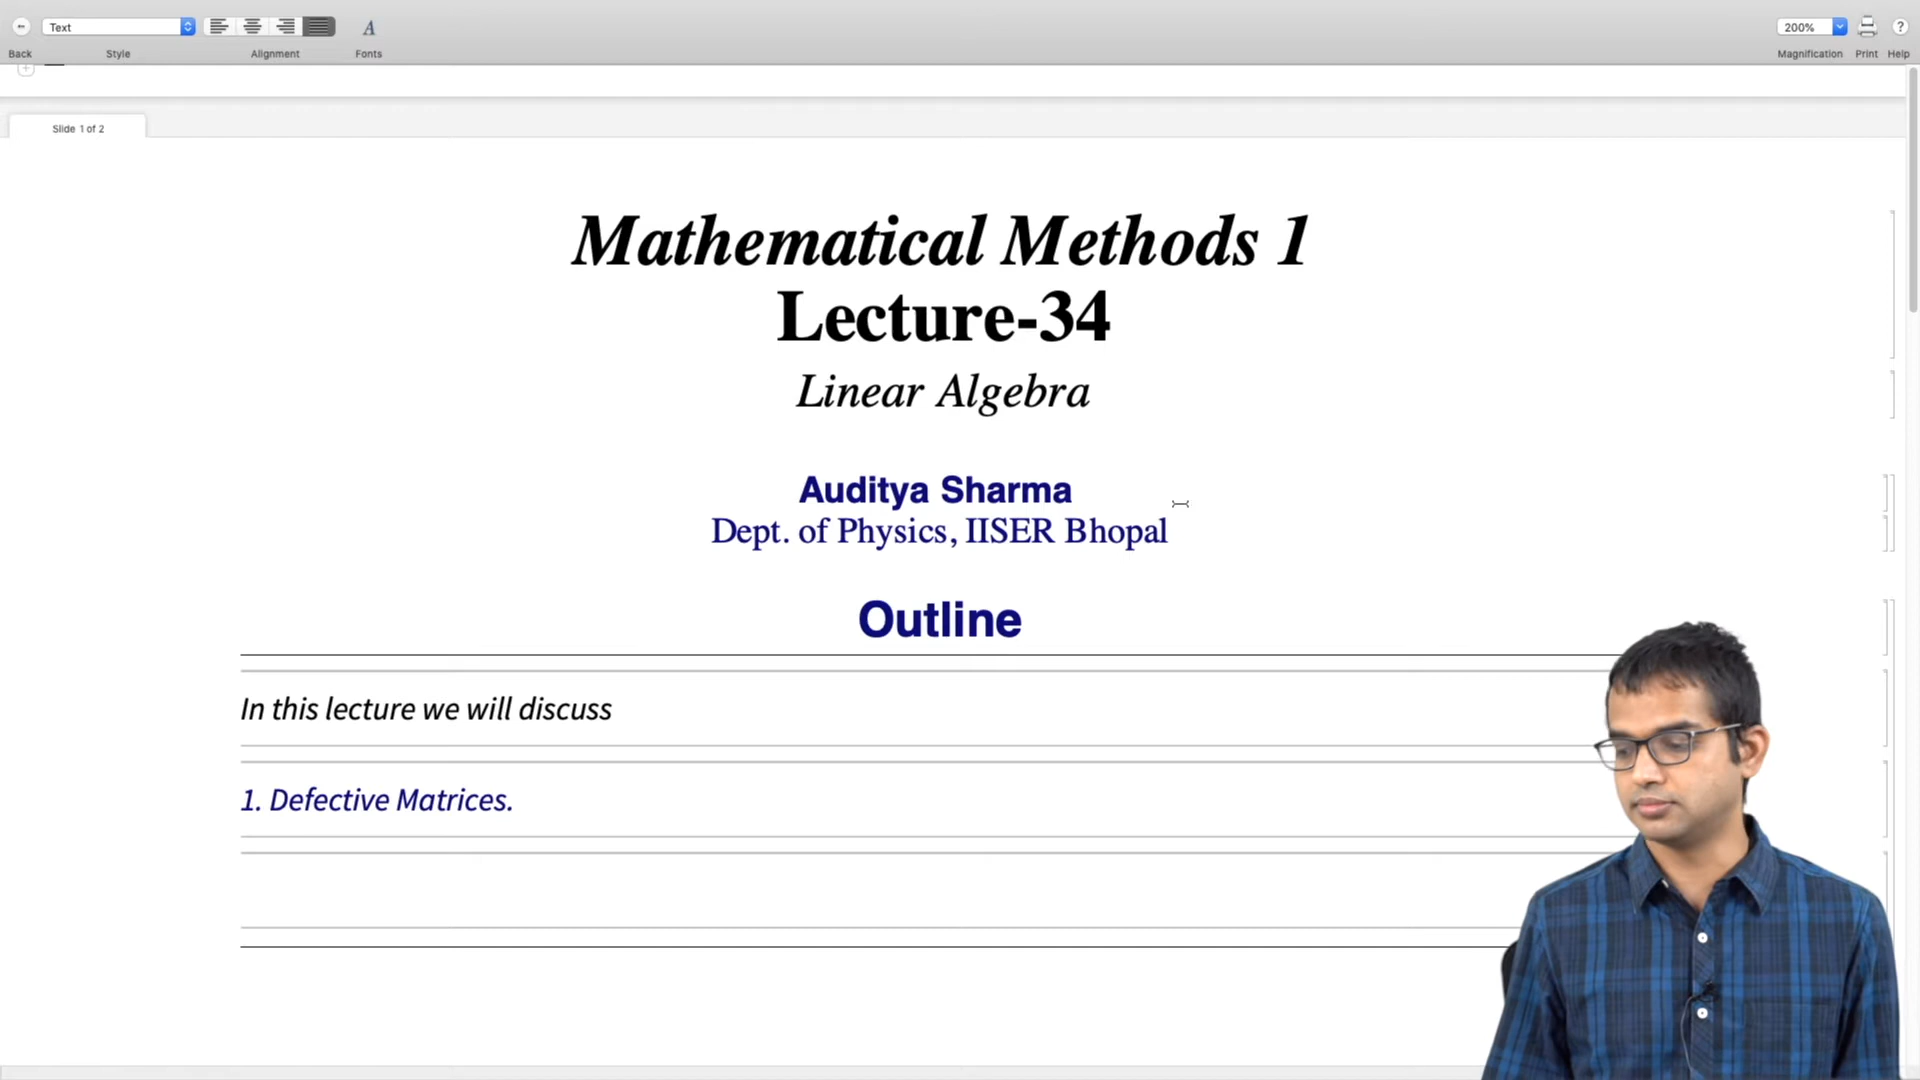 Text
200%
Back
Style
Alignment
Fonts
Magnification
Print
Help
Slide 1 of 2
Mathematical Methods 1
Lecture-34
Linear Algebra
Auditya Sharma
Dept. of Physics, IISER Bhopal
Outline
In this lecture we will discuss
1. Defective Matrices.